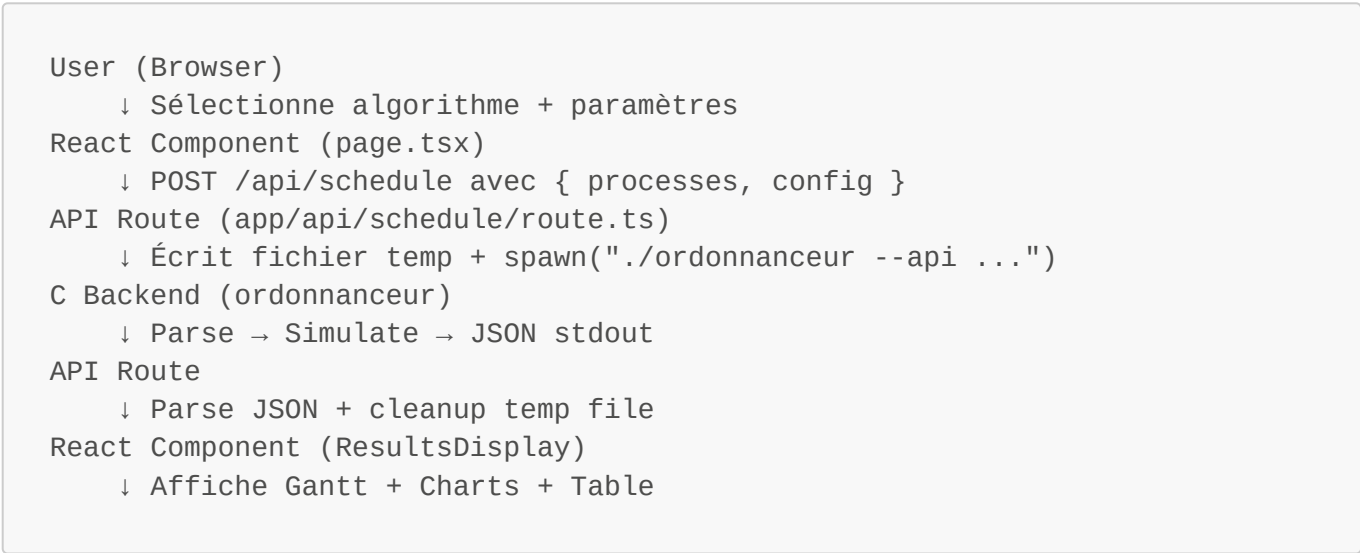 User (Browser)
↓ Sélectionne algorithme + paramètres
React Component (page.tsx)
↓ POST /api/schedule avec { processes, config }
API Route (app/api/schedule/route.ts)
↓ Écrit fichier temp + spawn("./ordonnanceur --api ...")
C Backend (ordonnanceur)
↓ Parse → Simulate → JSON stdout
API Route
↓ Parse JSON + cleanup temp file
React Component (ResultsDisplay)
↓ Affiche Gantt + Charts + Table